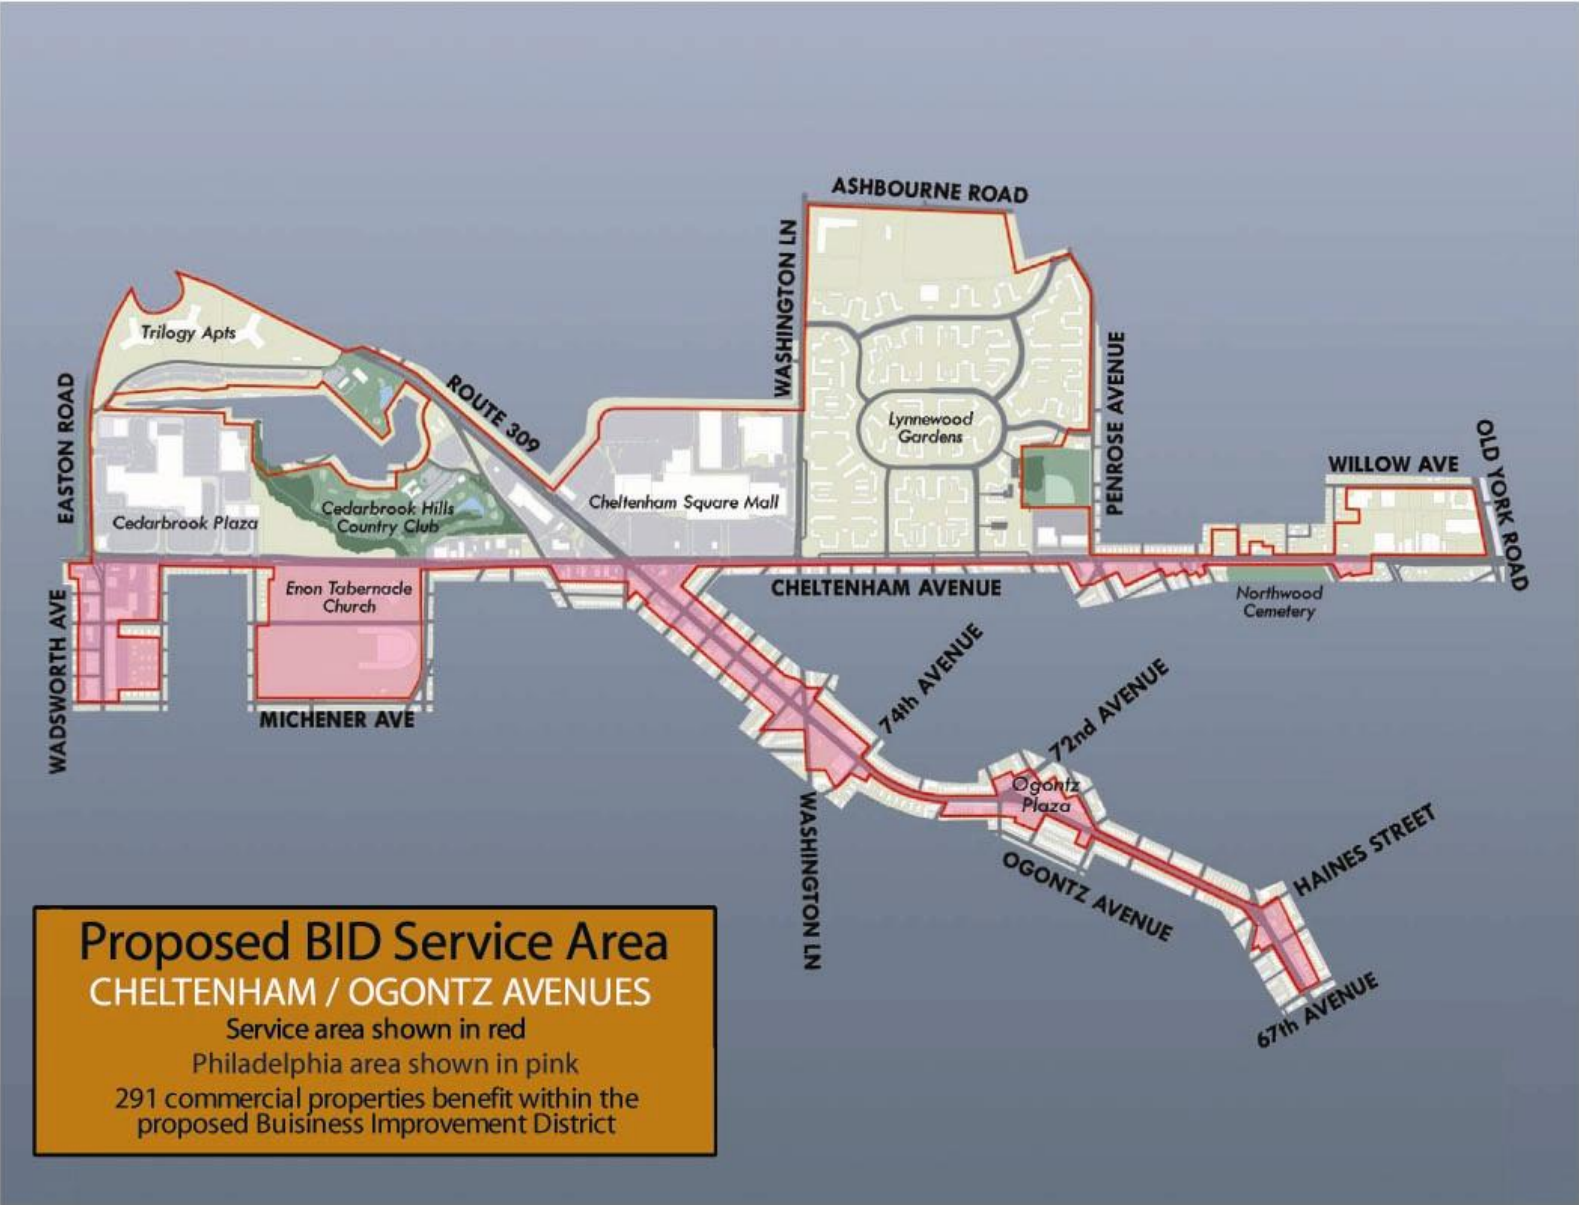 ASHBOURNE ROAD
WASHINGTON LN
Trilogy Apts
ROUTE 309
EASTON ROAD
PENROSE AVENUE
Lynnewood
Gardens
OLD YORK ROAD
WILLOW AVE
Cheltenham Square Mall
Cedarbrook Hills
Country Club
Cedarbrook Plaza
Enon Tabernacle
Church
CHELTENHAM AVENUE
Northwood
Cemetery
WADSWORTH AVE
MICHENER AVE
74th AVENUE
72nd AVENUE
Ogontz
Plaza
WASHINGTON LN
OGONTZ AVENUE
HAINES STREET
67th AVENUE
Proposed BID Service Area
CHELTENHAM / OGONTZ AVENUES
Service area shown in red
Philadelphia area shown in pink
291 commercial properties benefit within the
proposed Buisiness Improvement District